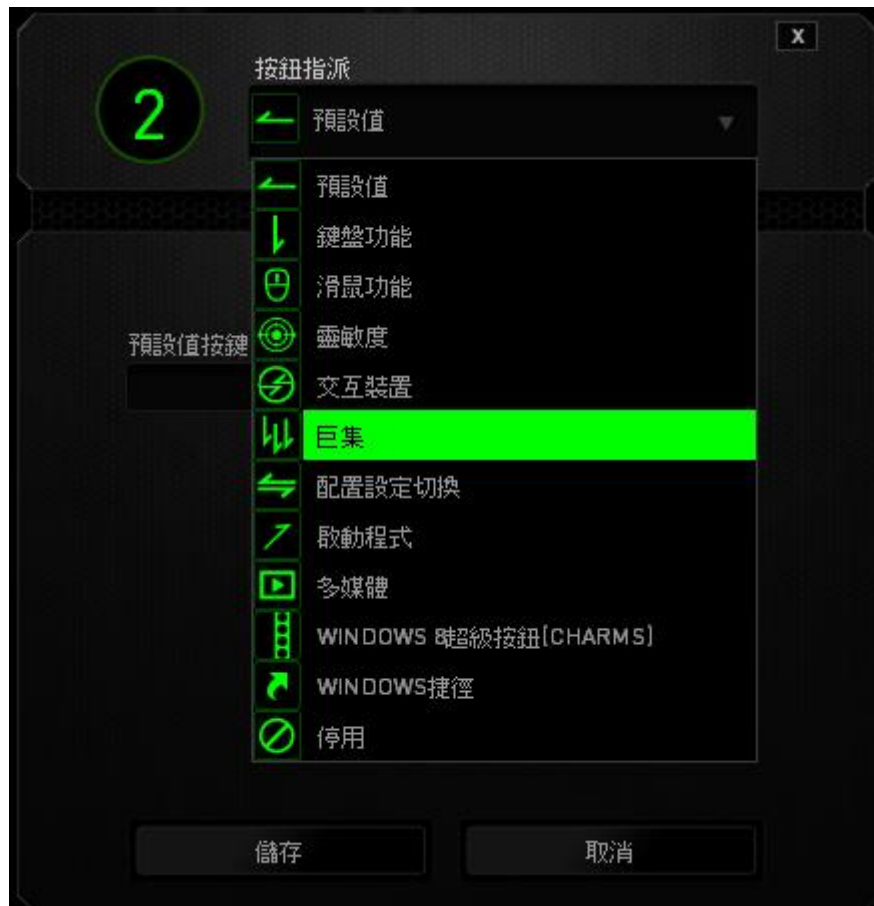 X
按鈕指派
2
預設值
預設值
鍵盤功能
滑鼠功能
靈敏度
預設值按鍵
交互裝置
巨集
配置設定切換
啟動程式
多媒體
WINDOWS 8超級按鈕(CHARMS)
WINDOWS捷徑
停用
儲存
取消